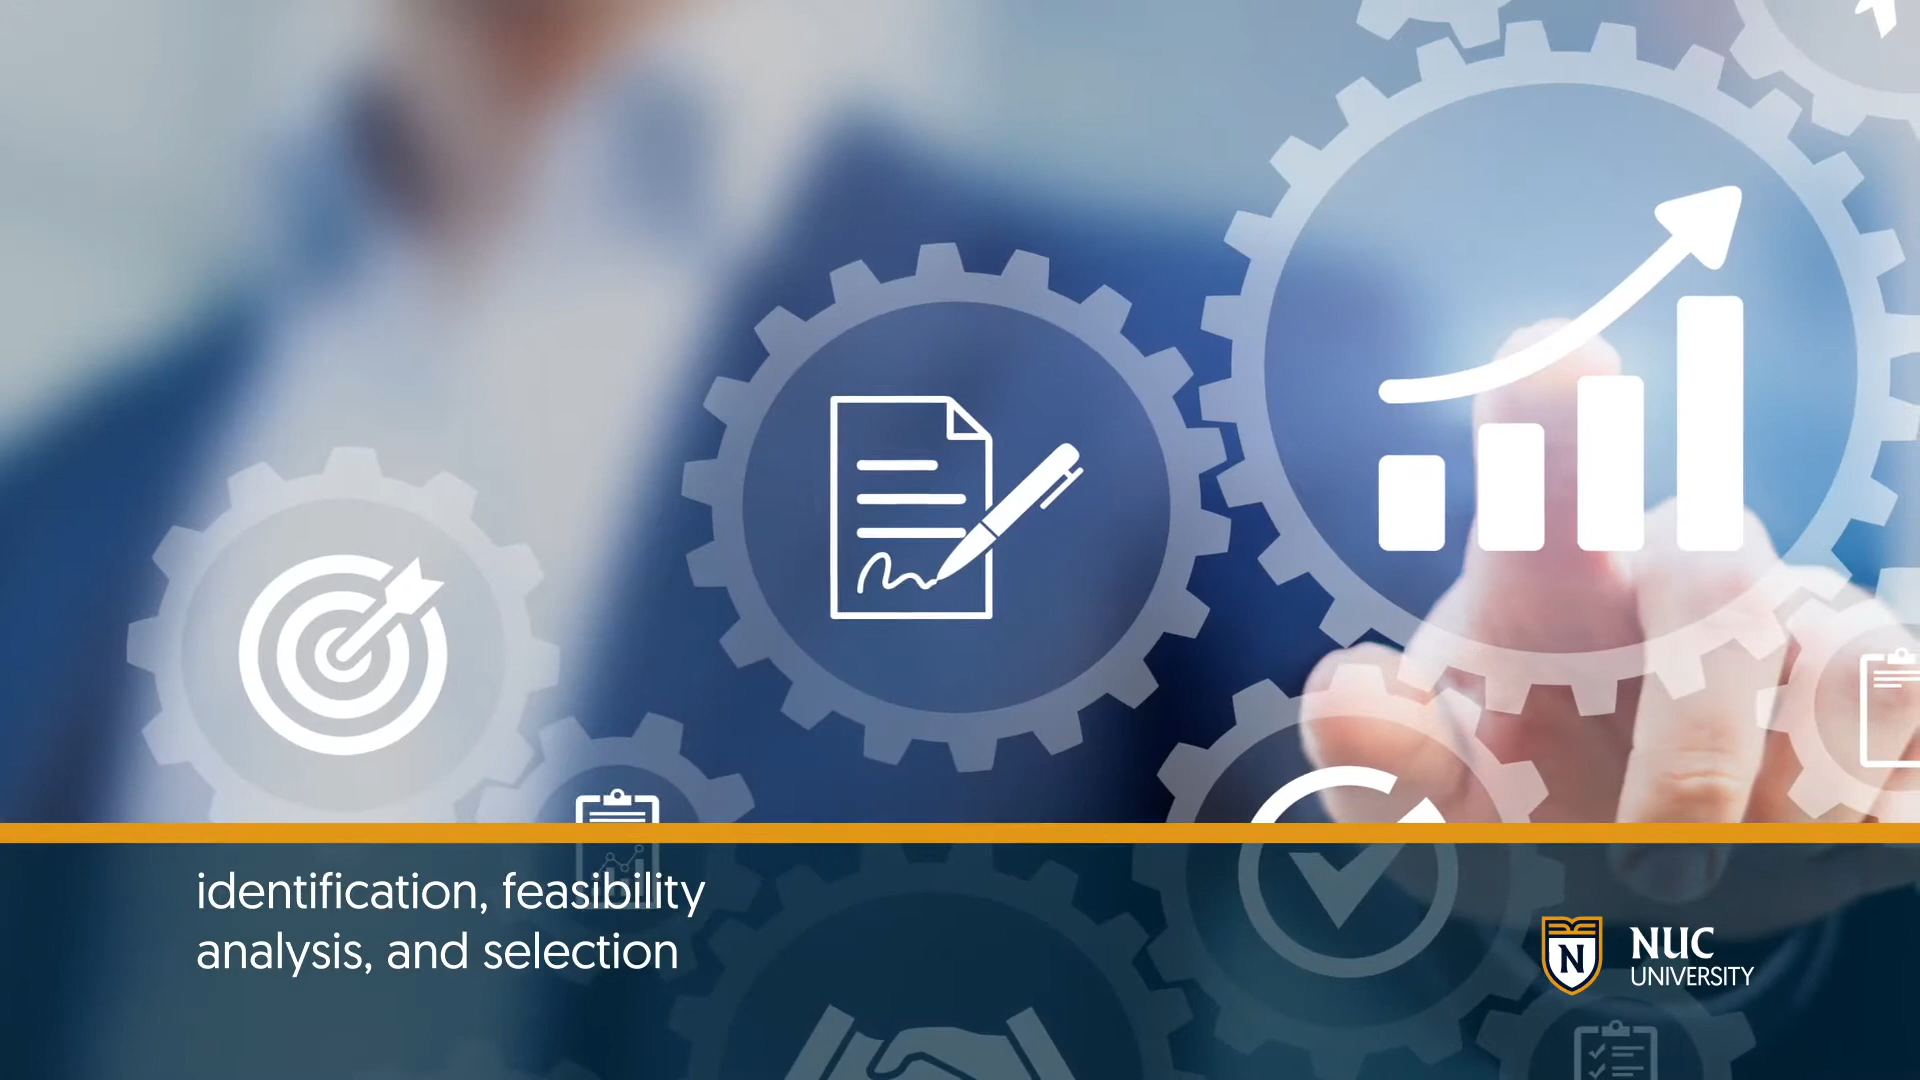 identification, feasibility
analysis, and selection
N
NUC
UNIVERSITY